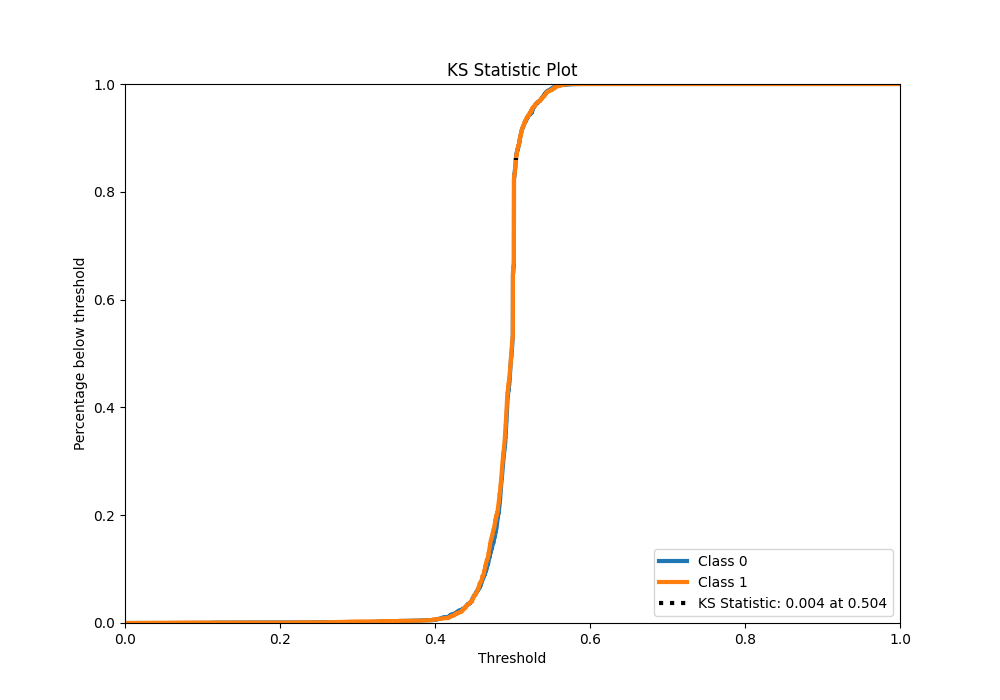 KS Statistic Plot
1.0
0.8
0.6
0.4
0.2
0.0
Percentage below threshold
0.0 0.2 0.4 0.6 0.8 1.0
Threshold
Class 0
Class 1
KS Statistic: 0.004 at 0.504